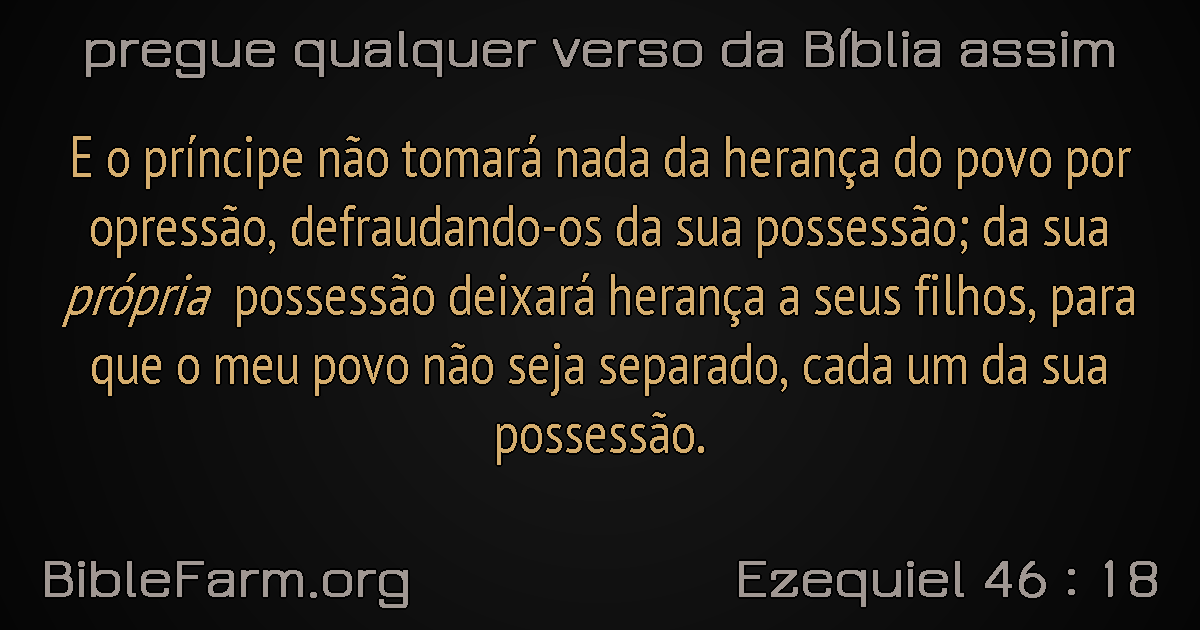 pregue qualquer verso da Bíblia assim
E o príncipe não tomará nada da herança do povo por
opressão, defraudando-os da sua possessão; da sua
própria possessão deixará herança a seus filhos, para
que o meu povo não seja separado, cada um da sua
possessão.
BibleFarm.org
Ezequiel 46 : 18